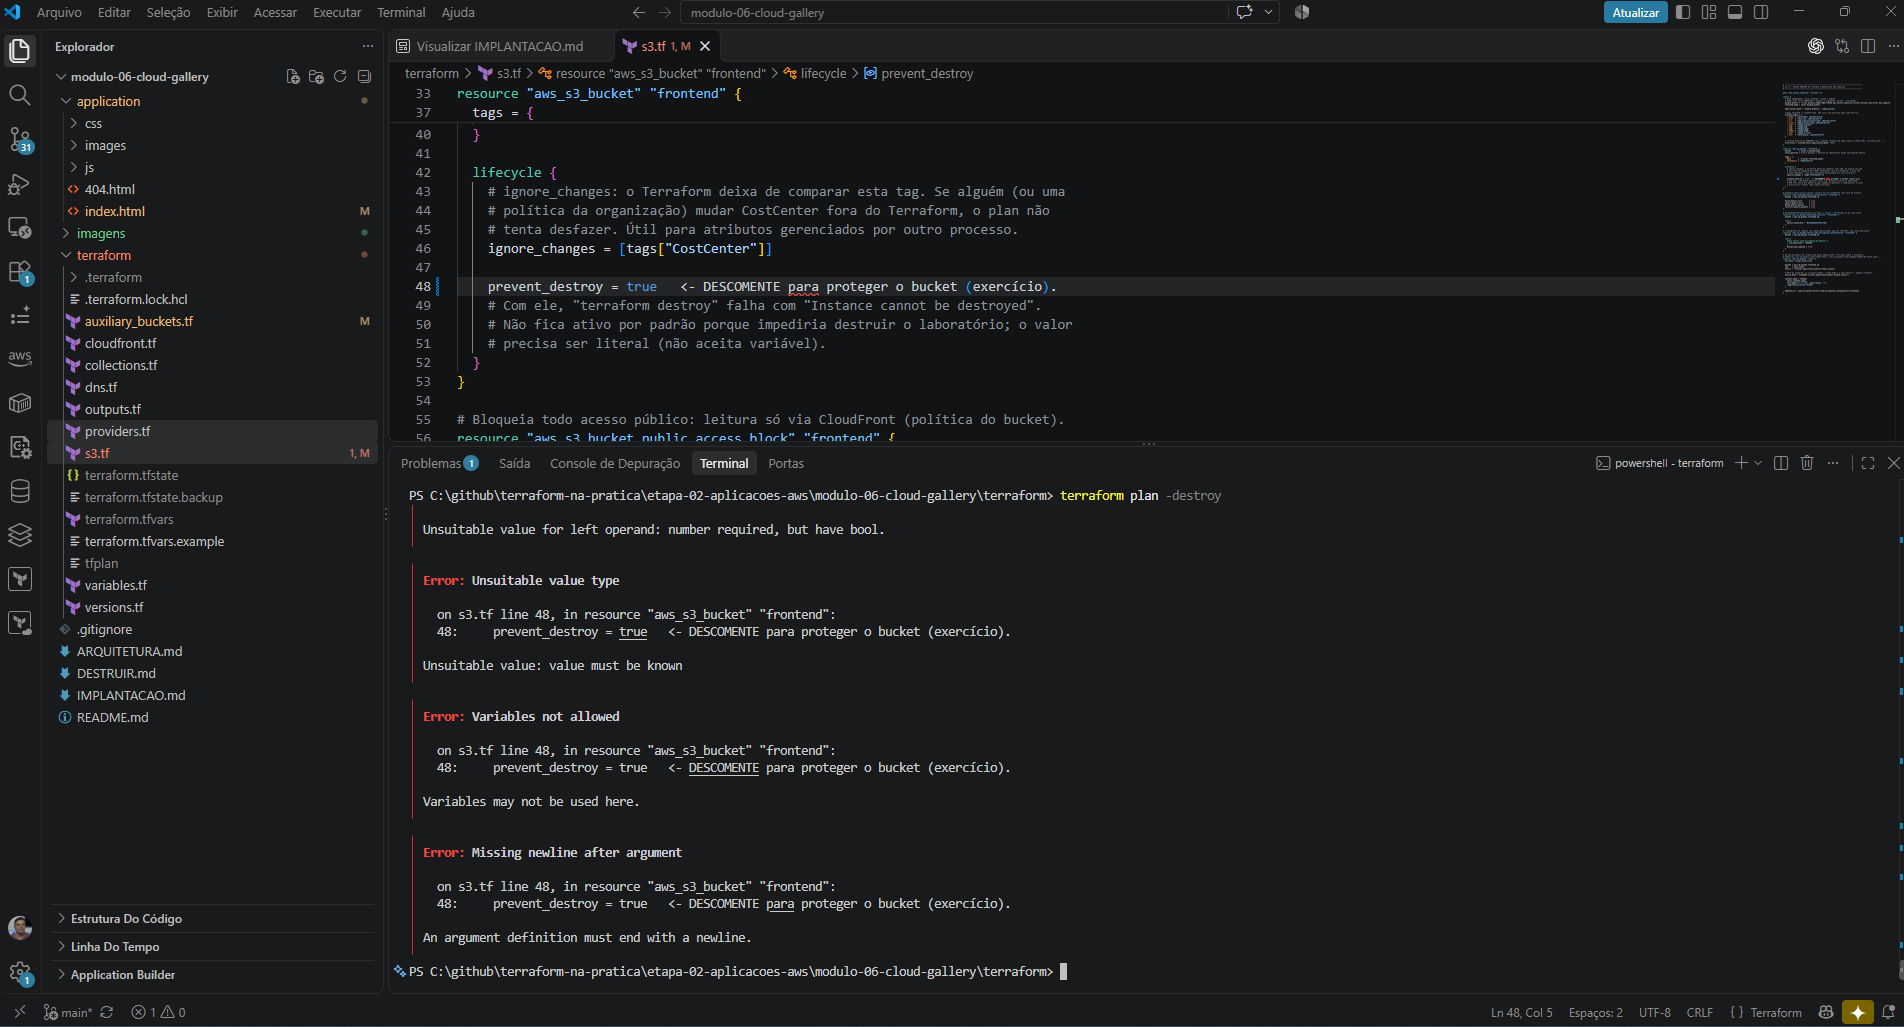 Arquivo Editar Seleção Exibir Acessar Executar Terminal Ajuda
modulo-06-cloud-gallery
Atualizar
Explorador
modulo-06-cloud-gallery
application
css
images
js
404.html
index.html M
imagens
terraform
.terraform
.terraform.lock.hcl
auxiliary_buckets.tf M
cloudfront.tf
collections.tf
dns.tf
outputs.tf
providers.tf
s3.tf 1, M
terraform.tfstate
terraform.tfstate.backup
terraform.tfvars
terraform.tfvars.example
tfplan
variables.tf
versions.tf
.gitignore
ARQUITETURA.md
DESTRUIR.md
IMPLANTACAO.md
README.md
Estrutura Do Código
Linha Do Tempo
Application Builder
31
1
aws
1
Visualizar IMPLANTACAO.md
s3.tf 1, M
terraform > s3.tf > resource "aws_s3_bucket" "frontend" > lifecycle > prevent_destroy
33 resource "aws_s3_bucket" "frontend" {
37 tags = {
40 }
41
42 lifecycle {
43 # ignore_changes: o Terraform deixa de comparar esta tag. Se alguém (ou uma
44 # política da organização) mudar CostCenter fora do Terraform, o plan não
45 # tenta desfazer. Útil para atributos gerenciados por outro processo.
46 ignore_changes = [tags["CostCenter"]]
47
48 prevent_destroy = true <- DESCOMENTE para proteger o bucket (exercício).
49 # Com ele, "terraform destroy" falha com "Instance cannot be destroyed".
50 # Não fica ativo por padrão porque impediria destruir o laboratório; o valor
51 # precisa ser literal (não aceita variável).
52 }
53 }
54
55 # Bloqueia todo acesso público: leitura só via CloudFront (política do bucket).
56 resource "aws_s3_bucket_public_access_block" "frontend" {
Problemas 1 Saída Console de Depuração Terminal Portas
powershell - terraform
PS C:\github\terraform-na-pratica\etapa-02-aplicacoes-aws\modulo-06-cloud-gallery\terraform> terraform plan -destroy
Unsuitable value for left operand: number required, but have bool.
Error: Unsuitable value type
on s3.tf line 48, in resource "aws_s3_bucket" "frontend":
48: prevent_destroy = true <- DESCOMENTE para proteger o bucket (exercício).
Unsuitable value: value must be known
Error: Variables not allowed
on s3.tf line 48, in resource "aws_s3_bucket" "frontend":
48: prevent_destroy = true <- DESCOMENTE para proteger o bucket (exercício).
Variables may not be used here.
Error: Missing newline after argument
on s3.tf line 48, in resource "aws_s3_bucket" "frontend":
48: prevent_destroy = true <- DESCOMENTE para proteger o bucket (exercício).
An argument definition must end with a newline.
PS C:\github\terraform-na-pratica\etapa-02-aplicacoes-aws\modulo-06-cloud-gallery\terraform>
main* 1 0
Ln 48, Col 5 Espaços: 2 UTF-8 CRLF { } Terraform